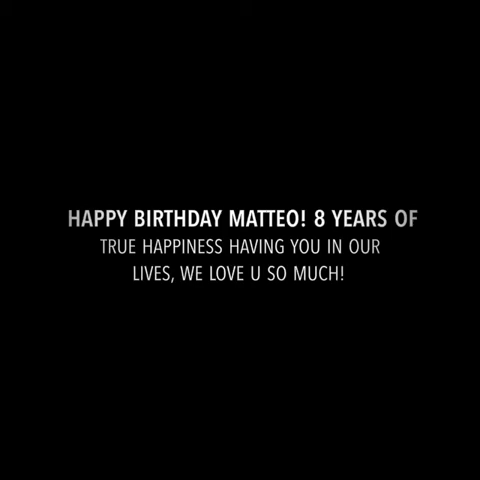 HAPPY BIRTHDAY MATTEO! 8 YEARS OF
TRUE HAPPINESS HAVING YOU IN OUR
LIVES, WE LOVE U SO MUCH!